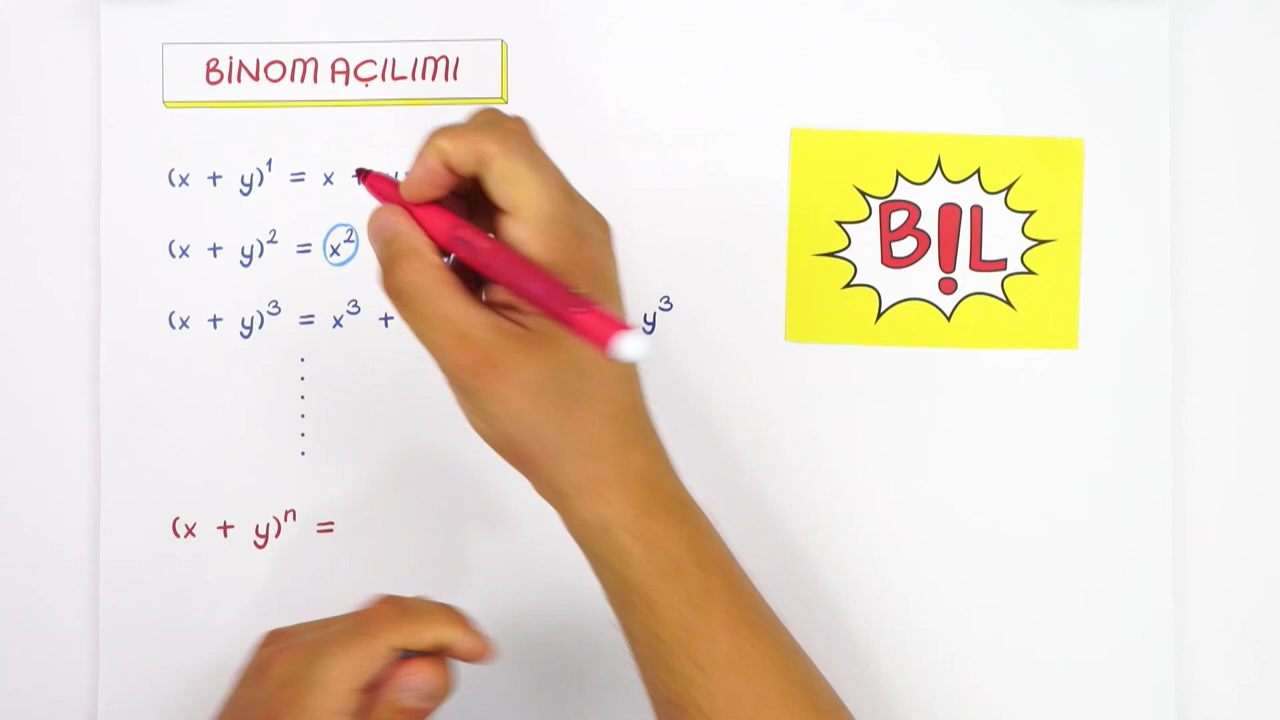 BİNOM AÇILIMI
(x + y)¹ = x +
(x + y)² = x²
(x + y)³ = x³ + y³
(x + y)ⁿ =
BİL